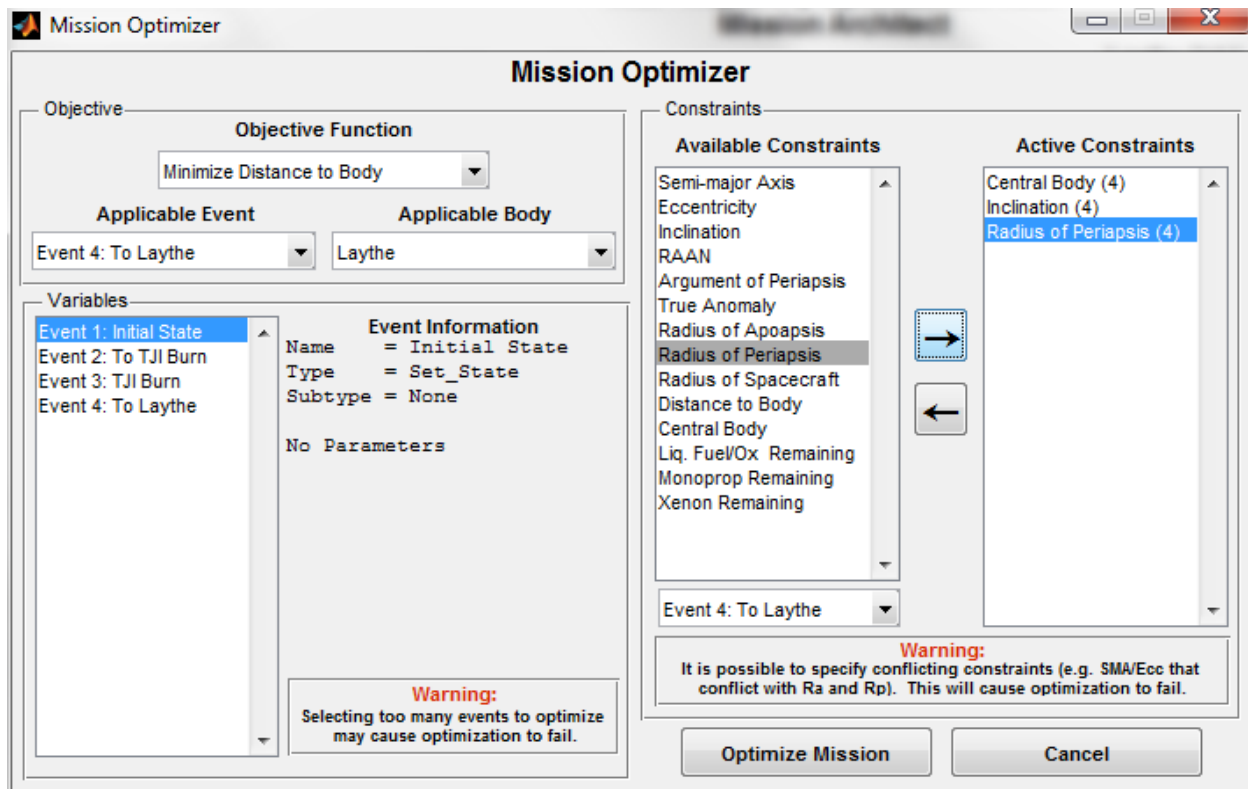 Mission Optimizer
Mission Architect
Mission Optimizer
Objective
Objective Function
Minimize Distance to Body
Applicable Event
Applicable Body
Event 4: To Laythe
Laythe
Variables
Event 1: Initial State
Event 2: To TJI Burn
Event 3: TJI Burn
Event 4: To Laythe
Event Information
Name = Initial State
Type = Set_State
Subtype = None
No Parameters
Warning:
Selecting too many events to optimize
may cause optimization to fail.
Constraints
Available Constraints
Semi-major Axis
Eccentricity
Inclination
RAAN
Argument of Periapsis
True Anomaly
Radius of Apoapsis
Radius of Periapsis
Radius of Spacecraft
Distance to Body
Central Body
Liq. Fuel/Ox Remaining
Monoprop Remaining
Xenon Remaining
Event 4: To Laythe
Active Constraints
Central Body (4)
Inclination (4)
Radius of Periapsis (4)
Warning:
It is possible to specify conflicting constraints (e.g. SMA/Ecc that
conflict with Ra and Rp). This will cause optimization to fail.
Optimize Mission
Cancel